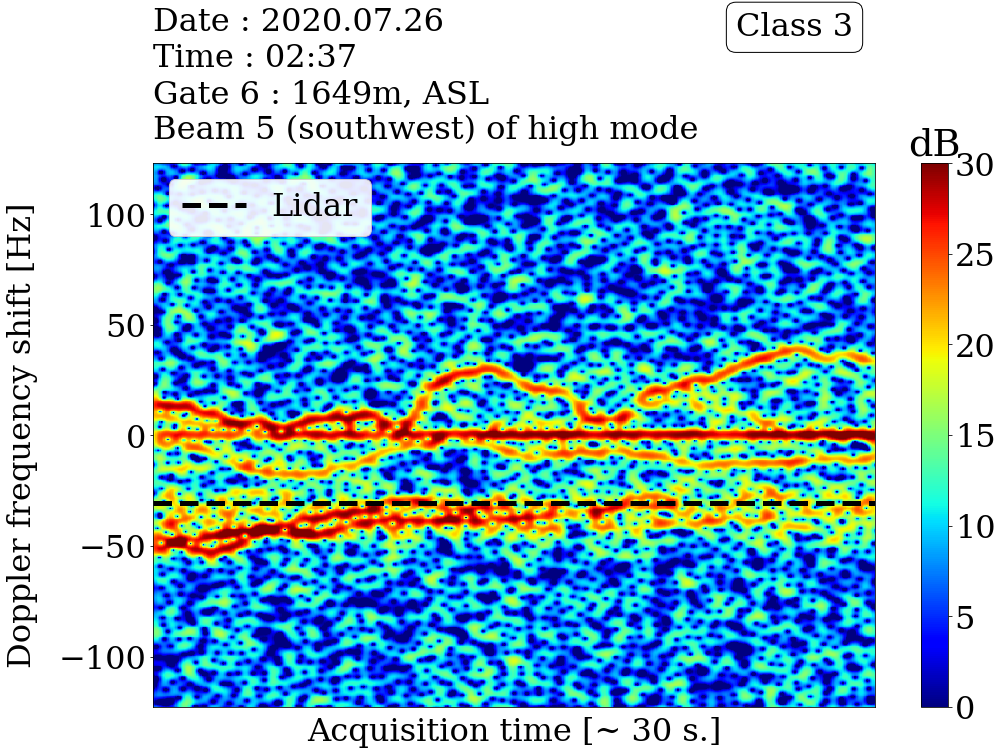 Date : 2020.07.26
Time : 02:37
Gate 6 : 1649m, ASL
Beam 5 (southwest) of high mode
Class 3
dB
Lidar
Doppler frequency shift [Hz]
100
50
0
−50
−100
30
25
20
15
10
5
0
Acquisition time [~ 30 s.]